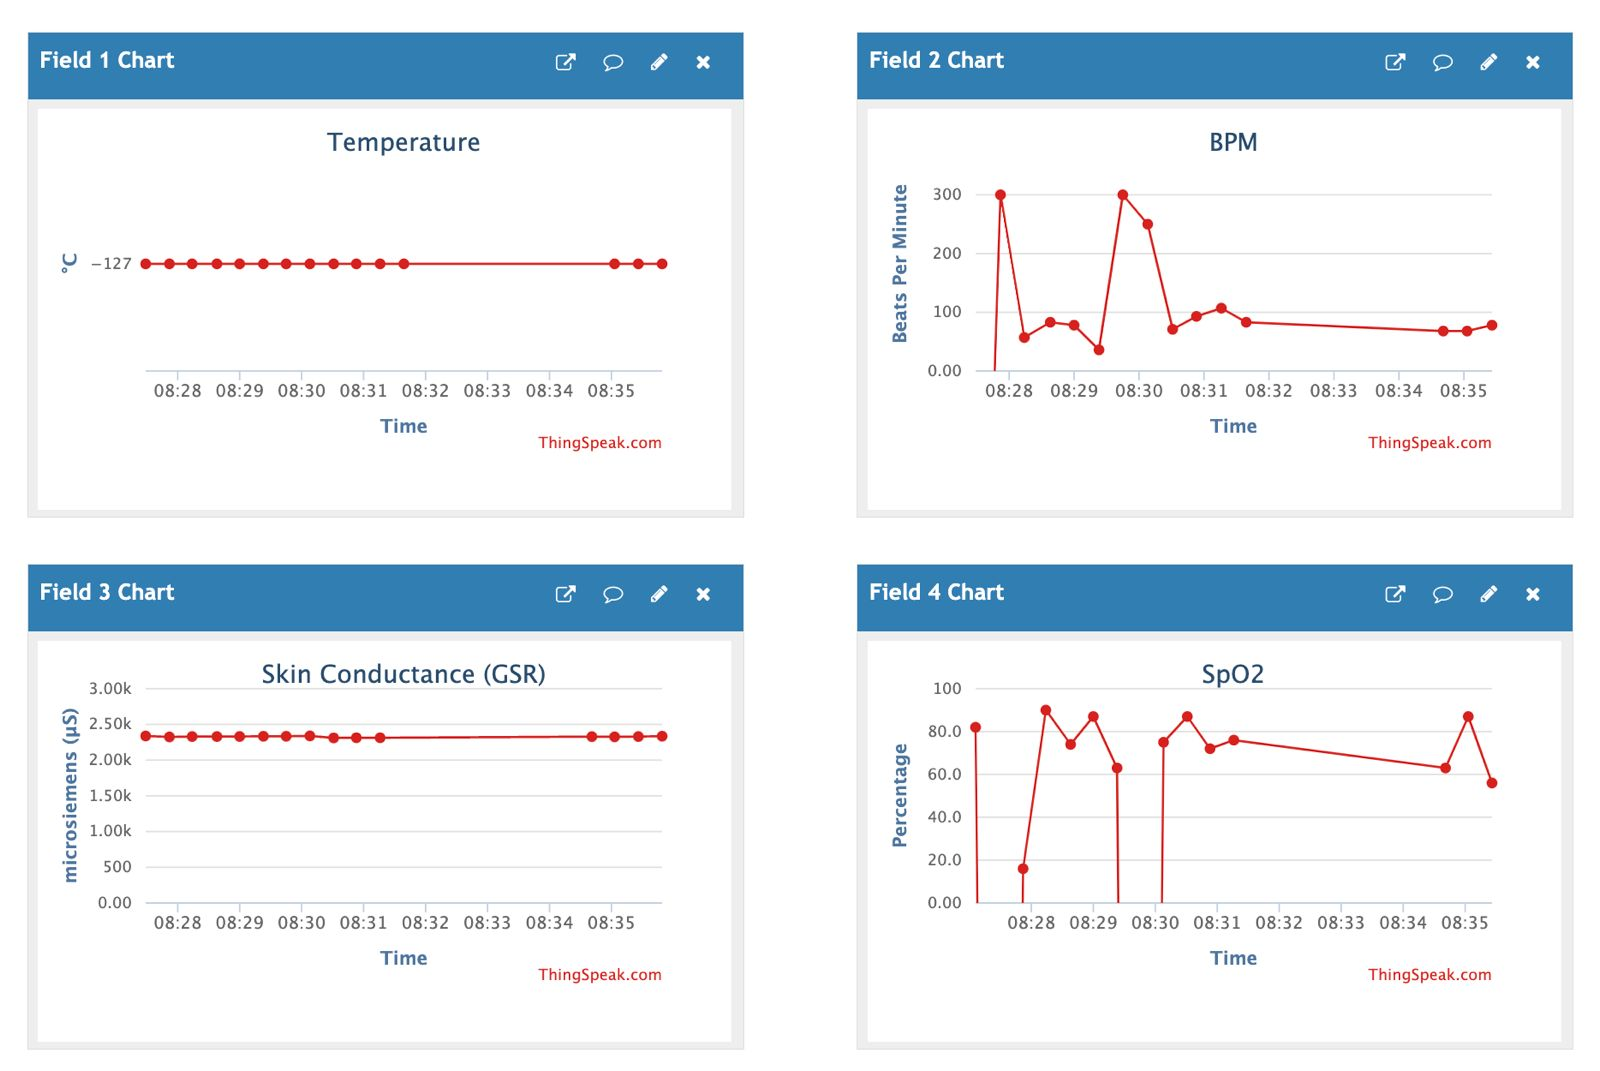 Field 1 Chart
Temperature
°C
−127
08:28 08:29 08:30 08:31 08:32 08:33 08:34 08:35
Time
ThingSpeak.com
Field 2 Chart
BPM
Beats Per Minute
300
200
100
0.00
08:28 08:29 08:30 08:31 08:32 08:33 08:34 08:35
Time
ThingSpeak.com
Field 3 Chart
Skin Conductance (GSR)
microsiemens (µS)
3.00k
2.50k
2.00k
1.50k
1.00k
500
0.00
08:28 08:29 08:30 08:31 08:32 08:33 08:34 08:35
Time
ThingSpeak.com
Field 4 Chart
SpO2
Percentage
100
80.0
60.0
40.0
20.0
0.00
08:28 08:29 08:30 08:31 08:32 08:33 08:34 08:35
Time
ThingSpeak.com